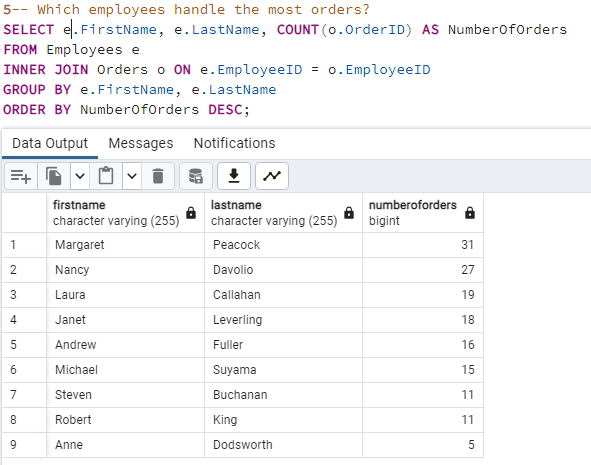 5-- Which employees handle the most orders?
SELECT e.FirstName, e.LastName, COUNT(o.OrderID) AS NumberOfOrders
FROM Employees e
INNER JOIN Orders o ON e.EmployeeID = o.EmployeeID
GROUP BY e.FirstName, e.LastName
ORDER BY NumberOfOrders DESC;
Data Output Messages Notifications
firstname lastname numberoforders
character varying (255) character varying (255) bigint
1 Margaret Peacock 31
2 Nancy Davolio 27
3 Laura Callahan 19
4 Janet Leverling 18
5 Andrew Fuller 16
6 Michael Suyama 15
7 Steven Buchanan 11
8 Robert King 11
9 Anne Dodsworth 5